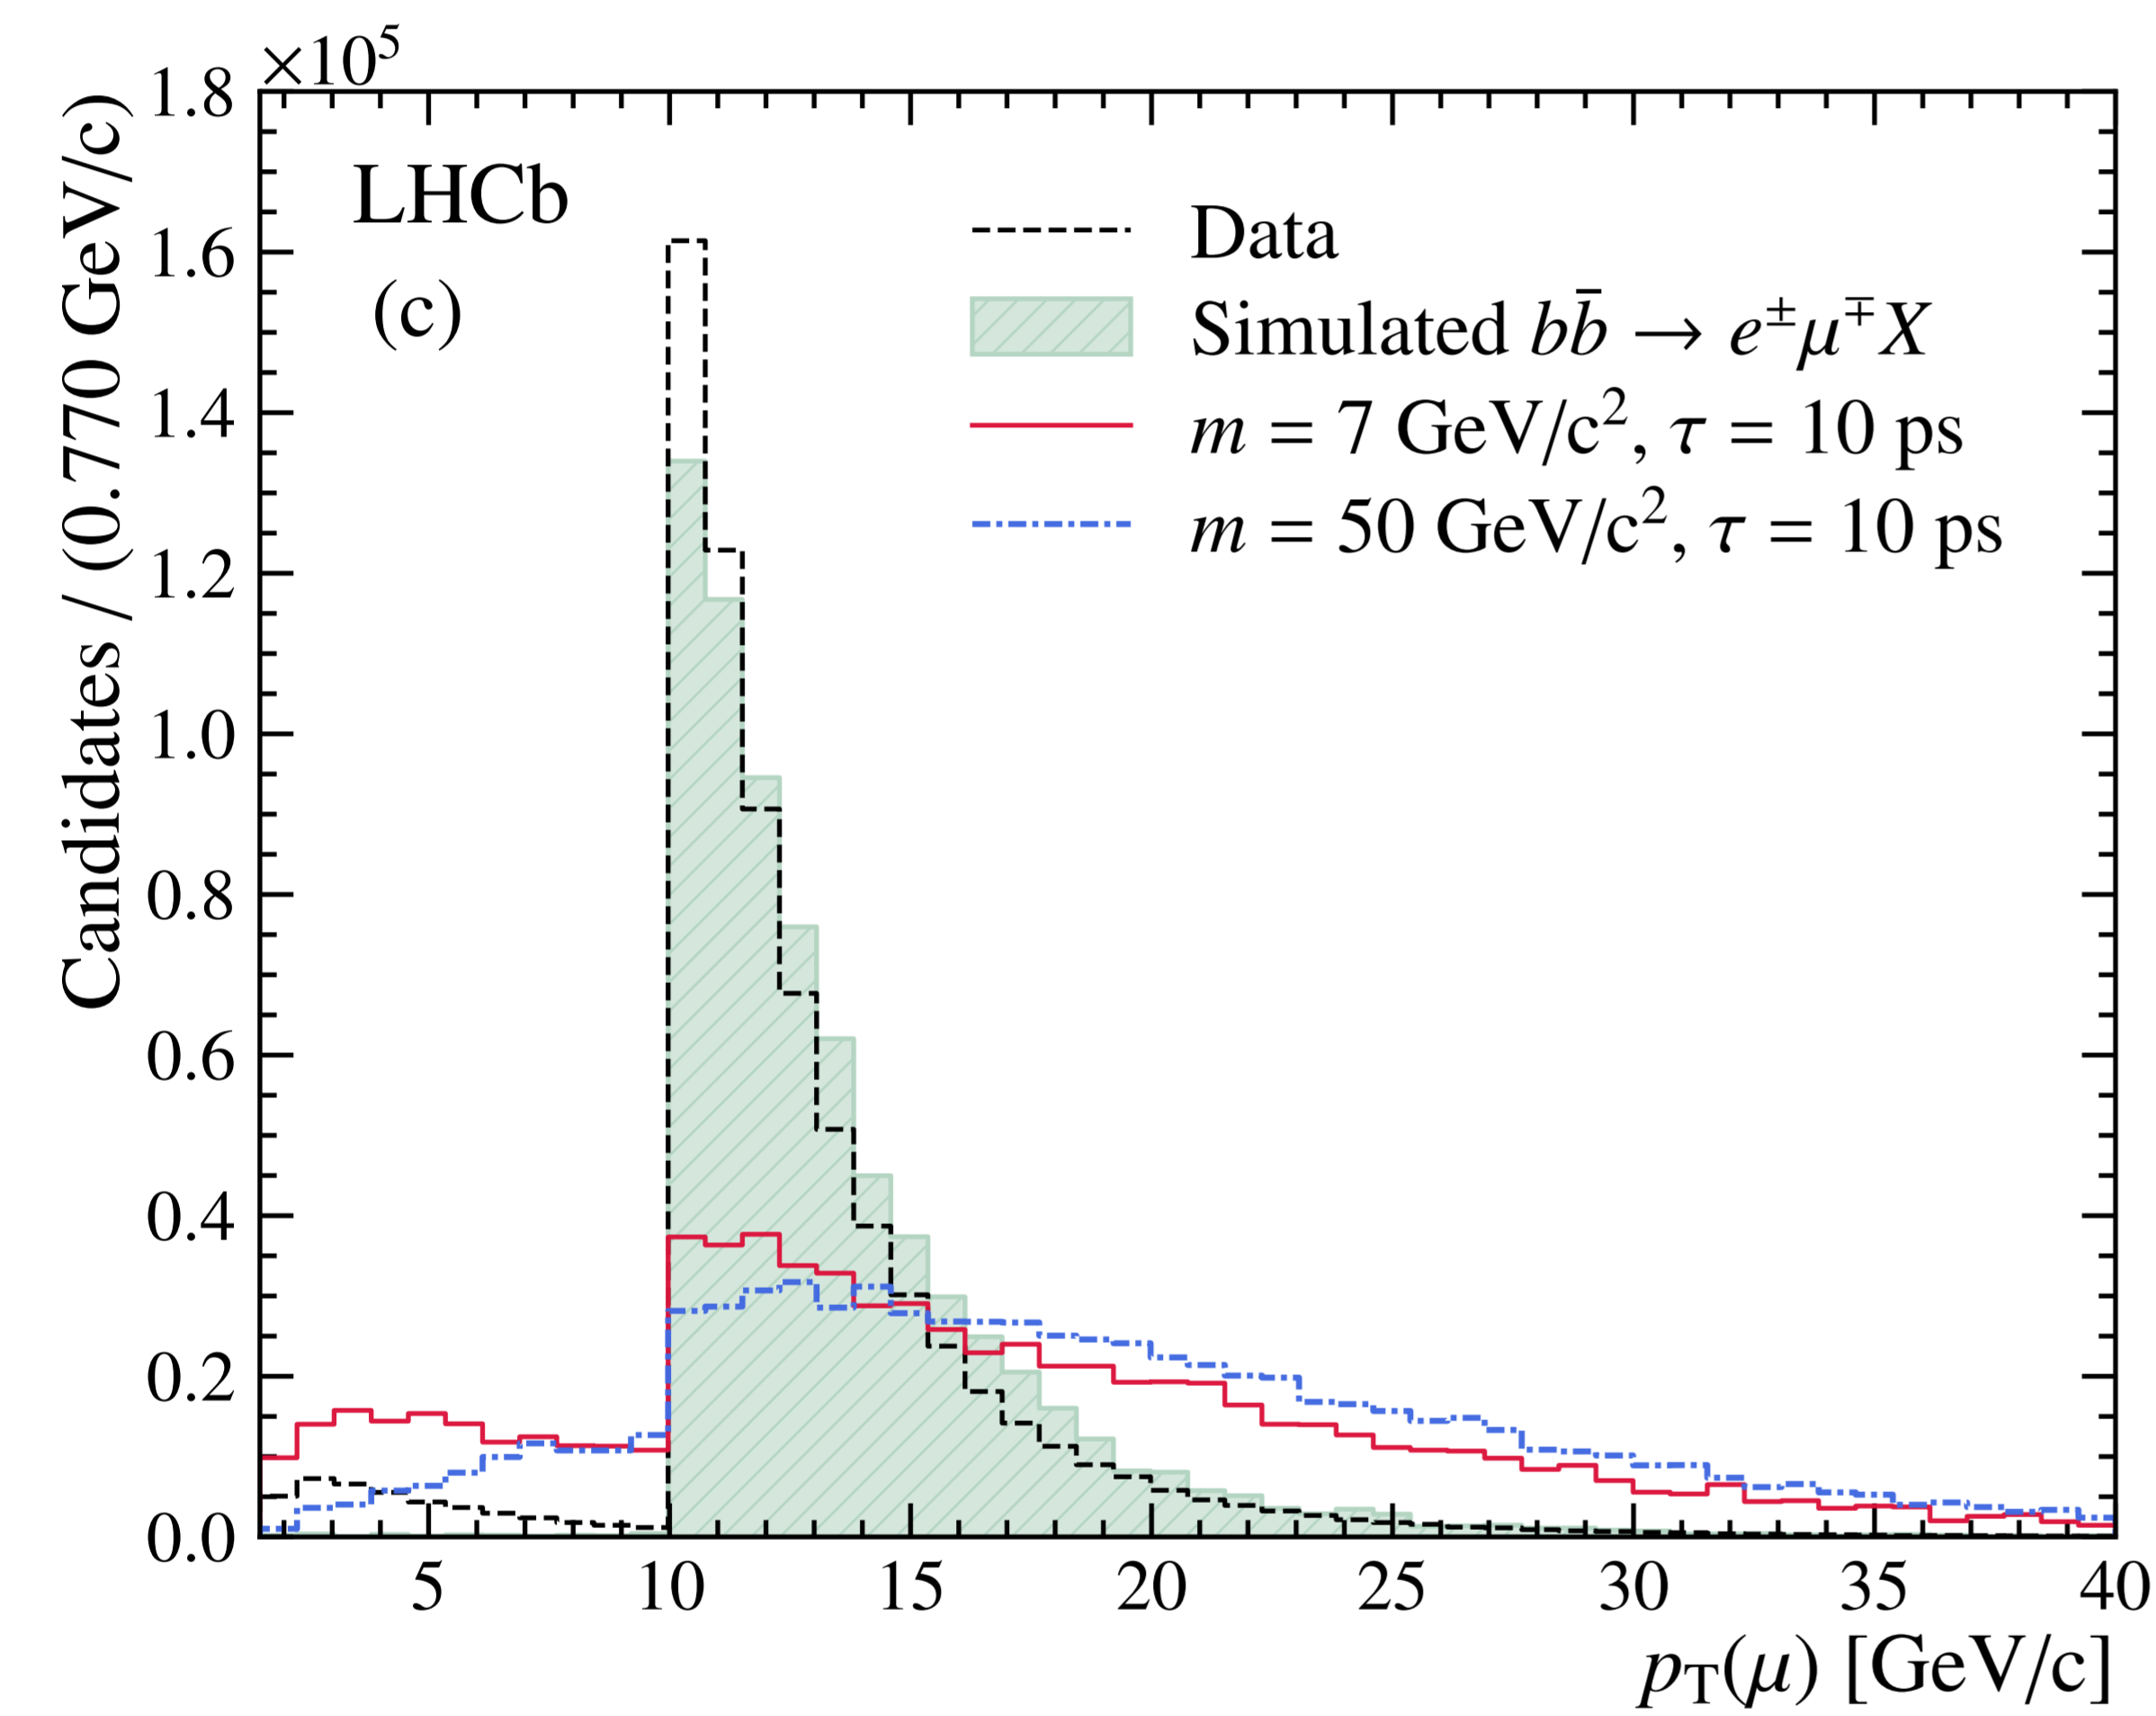 ×10⁵
Candidates / (0.770 GeV/c)
1.8
1.6
1.4
1.2
1.0
0.8
0.6
0.4
0.2
0.0
LHCb
(c)
Data
Simulated bb̄ → e±μ∓X
m = 7 GeV/c², τ = 10 ps
m = 50 GeV/c², τ = 10 ps
5 10 15 20 25 30 35 40
pT(μ) [GeV/c]